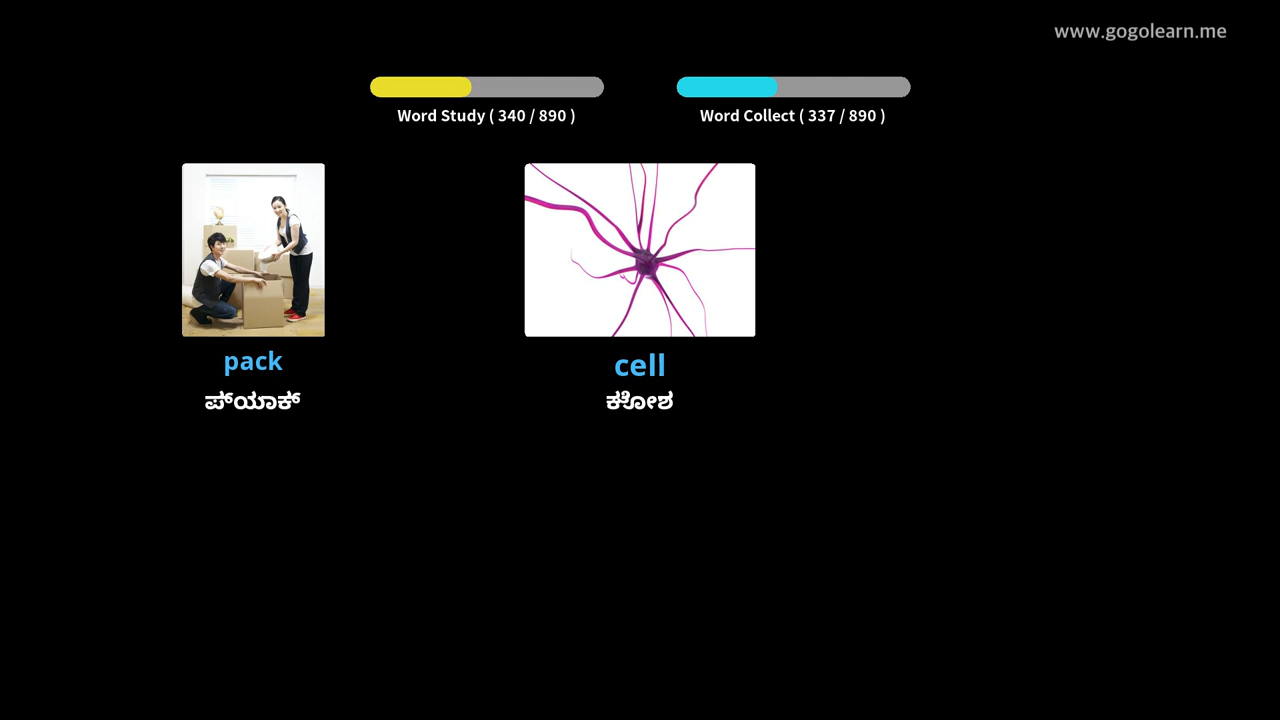 www.gogolearn.me
Word Study ( 340 / 890 )
Word Collect ( 337 / 890 )
pack
ಪ್ಯಾಕ್
cell
ಕೋಶ